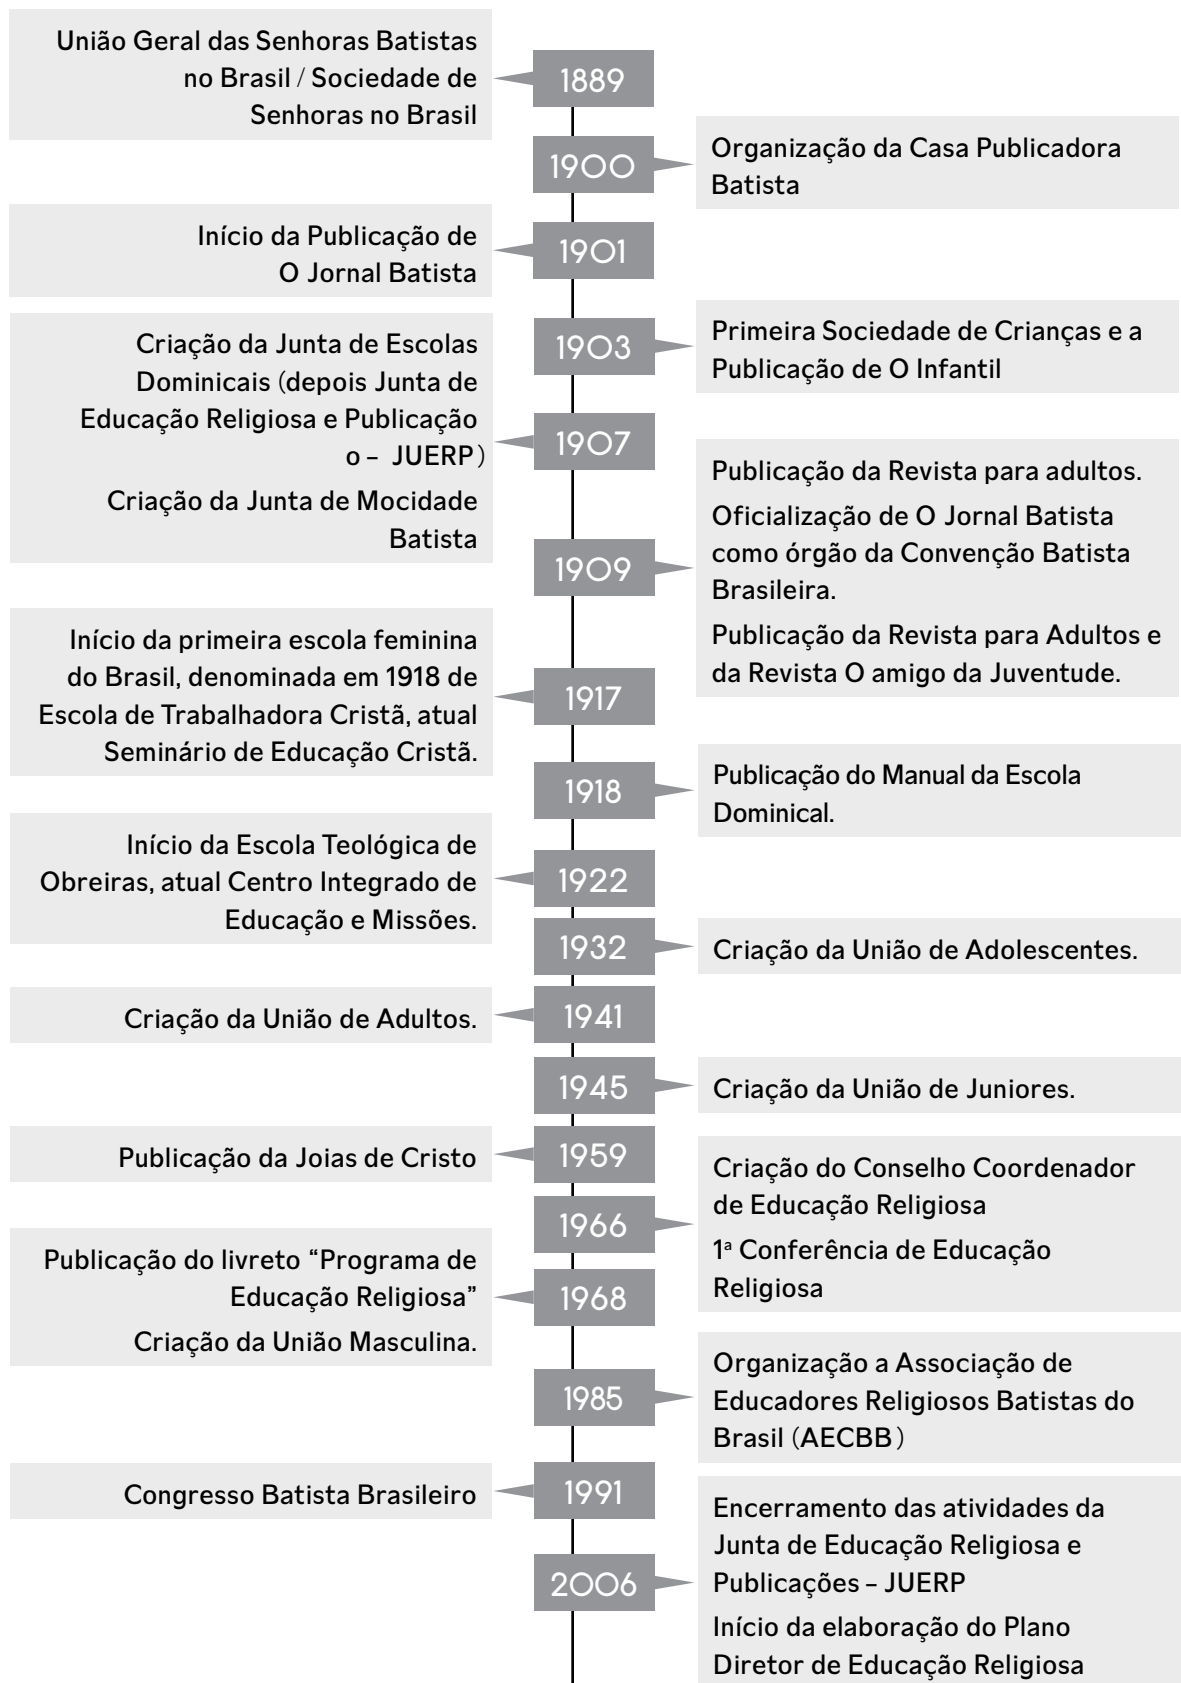 União Geral das Senhoras Batistas
no Brasil / Sociedade de
Senhoras no Brasil
1889
1900
Organização da Casa Publicadora
Batista
Início da Publicação de
O Jornal Batista
1901
1903
Primeira Sociedade de Crianças e a
Publicação de O Infantil
Criação da Junta de Escolas
Dominicais (depois Junta de
Educação Religiosa e Publicação
o – JUERP)
Criação da Junta de Mocidade
Batista
1907
1909
Publicação da Revista para adultos.
Oficialização de O Jornal Batista
como órgão da Convenção Batista
Brasileira.
Publicação da Revista para Adultos e
da Revista O amigo da Juventude.
Início da primeira escola feminina
do Brasil, denominada em 1918 de
Escola de Trabalhadora Cristã, atual
Seminário de Educação Cristã.
1917
1918
Publicação do Manual da Escola
Dominical.
Início da Escola Teológica de
Obreiras, atual Centro Integrado de
Educação e Missões.
1922
1932
Criação da União de Adolescentes.
Criação da União de Adultos.
1941
1945
Criação da União de Juniores.
Publicação da Joias de Cristo
1959
1966
Criação do Conselho Coordenador
de Educação Religiosa
1ª Conferência de Educação
Religiosa
Publicação do livreto “Programa de
Educação Religiosa”
Criação da União Masculina.
1968
1985
Organização a Associação de
Educadores Religiosos Batistas do
Brasil (AECBB)
Congresso Batista Brasileiro
1991
2006
Encerramento das atividades da
Junta de Educação Religiosa e
Publicações – JUERP
Início da elaboração do Plano
Diretor de Educação Religiosa